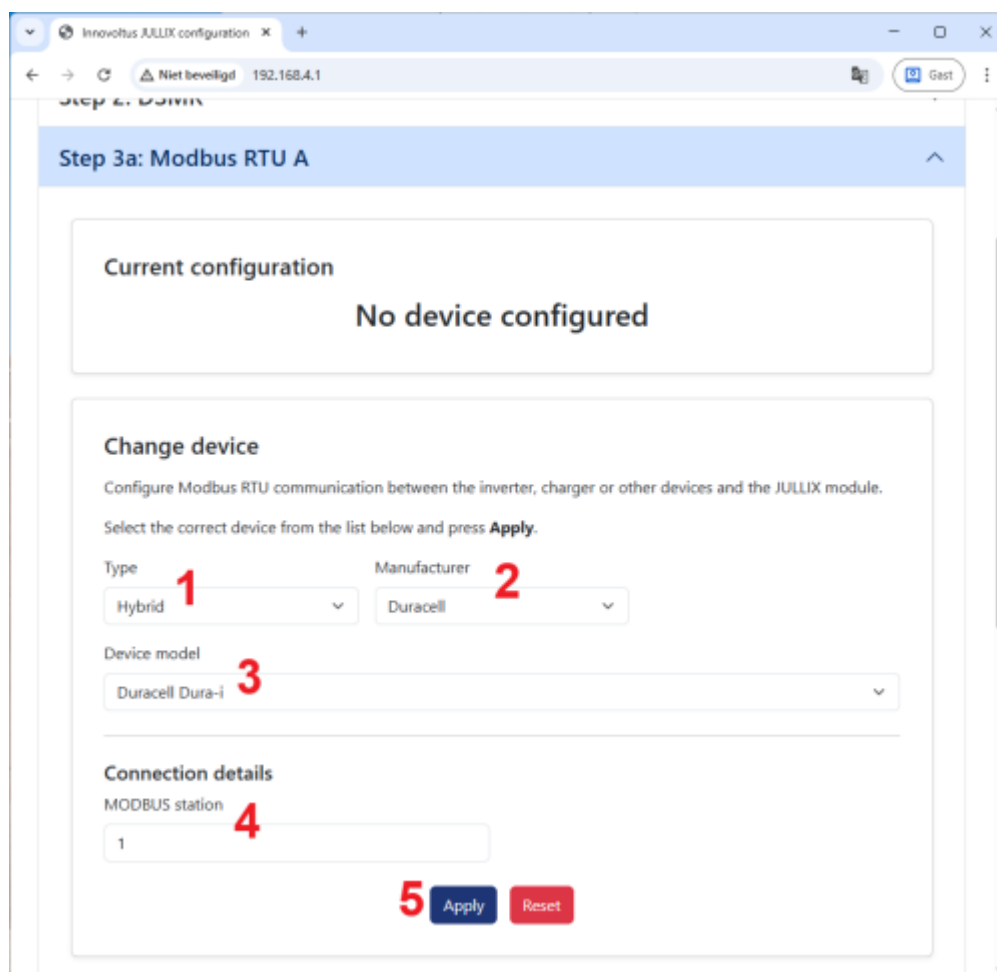 Innovoltus JULLIX configuration
Niet beveiligd 192.168.4.1
Gast
Step 2: DSMR
Step 3a: Modbus RTU A
Current configuration
No device configured
Change device
Configure Modbus RTU communication between the inverter, charger or other devices and the JULLIX module.
Select the correct device from the list below and press Apply.
Type Manufacturer
1 2
Hybrid Duracell
Device model
3
Duracell Dura-i
Connection details
MODBUS station
4
1
5 Apply Reset